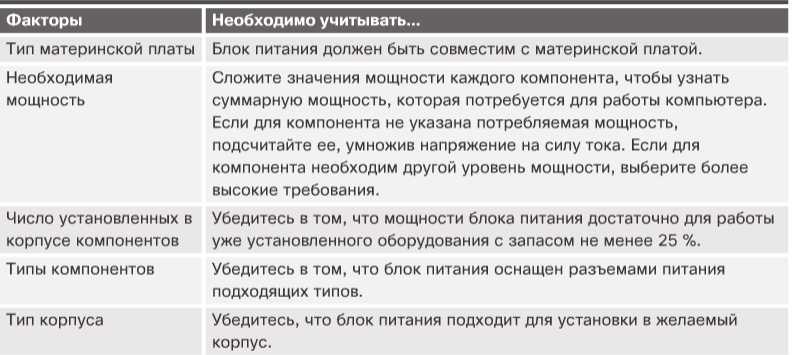 Факторы Необходимо учитывать...
Тип материнской платы Блок питания должен быть совместим с материнской платой.
Необходимая Сложите значения мощности каждого компонента, чтобы узнать
мощность суммарную мощность, которая потребуется для работы компьютера.
Если для компонента не указана потребляемая мощность,
подсчитайте ее, умножив напряжение на силу тока. Если для
компонента необходим другой уровень мощности, выберите более
высокие требования.
Число установленных в Убедитесь в том, что мощности блока питания достаточно для работы
корпусе компонентов уже установленного оборудования с запасом не менее 25 %.
Типы компонентов Убедитесь в том, что блок питания оснащен разъемами питания
подходящих типов.
Тип корпуса Убедитесь, что блок питания подходит для установки в желаемый
корпус.